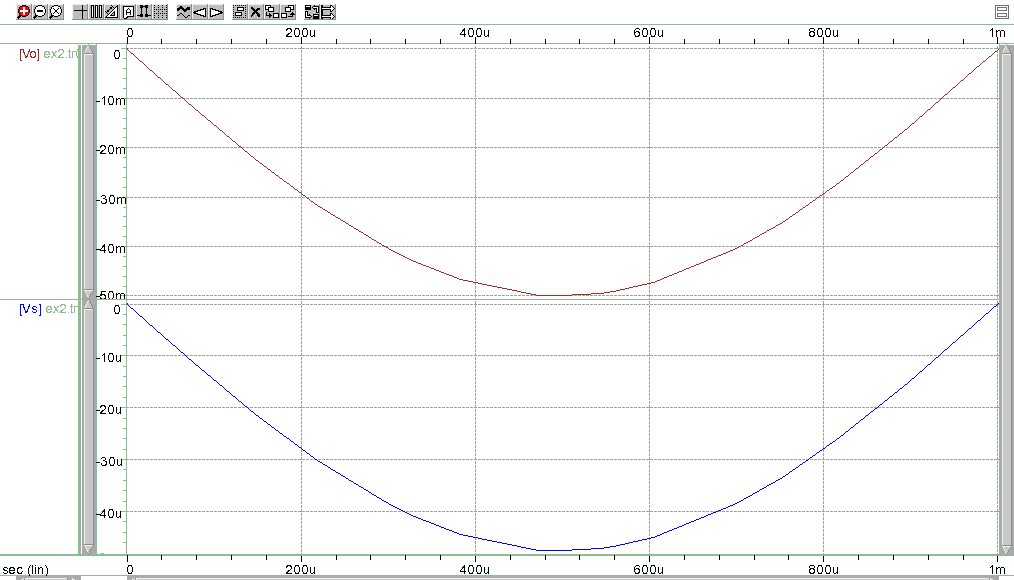 0 200u 400u 600u 800u 1m
[Vo] ex2.tr
0
-10m
-20m
-30m
-40m
-50m
[Vs] ex2.tr
0
-10u
-20u
-30u
-40u
sec (lin) 0 200u 400u 600u 800u 1m